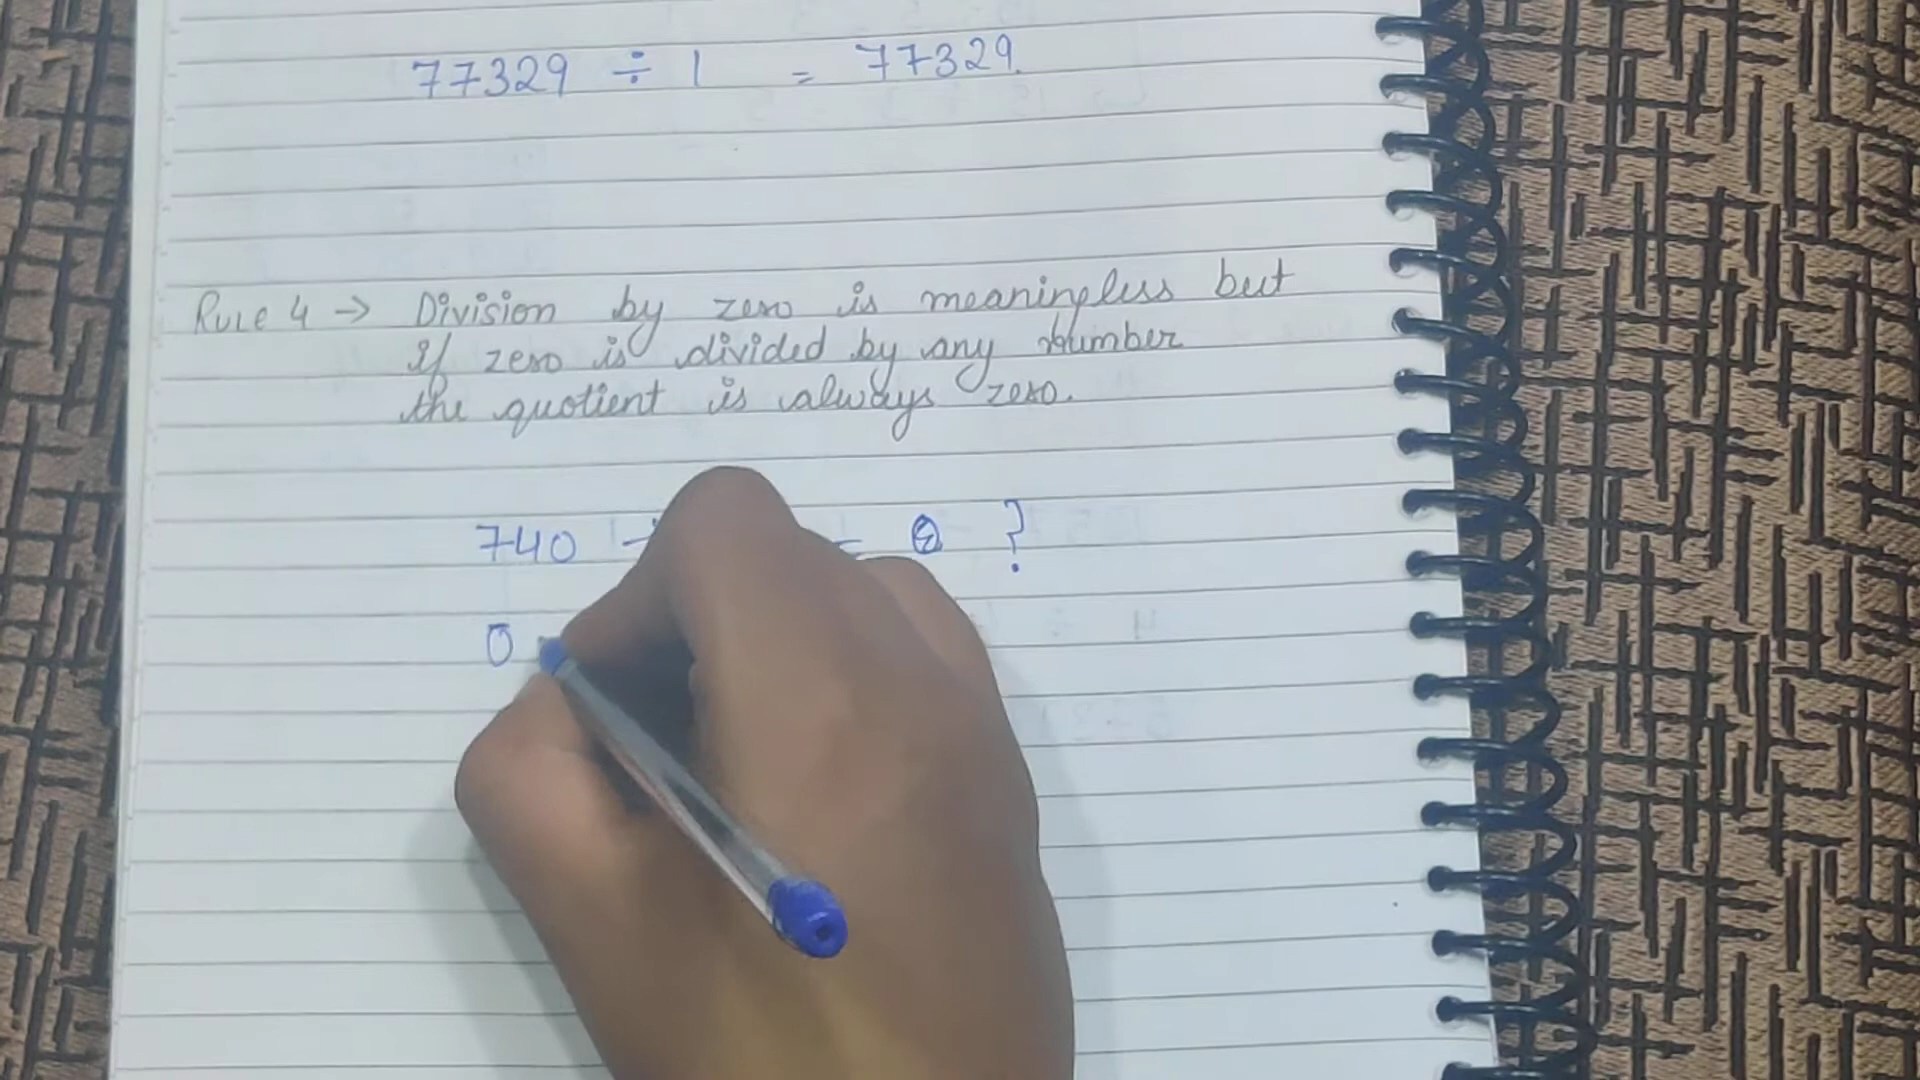 77329 ÷ 1 = 77329.
Rule 4 → Division by zero is meaningless but
if zero is divided by any number
the quotient is always zero.
740 ÷ = ?
0